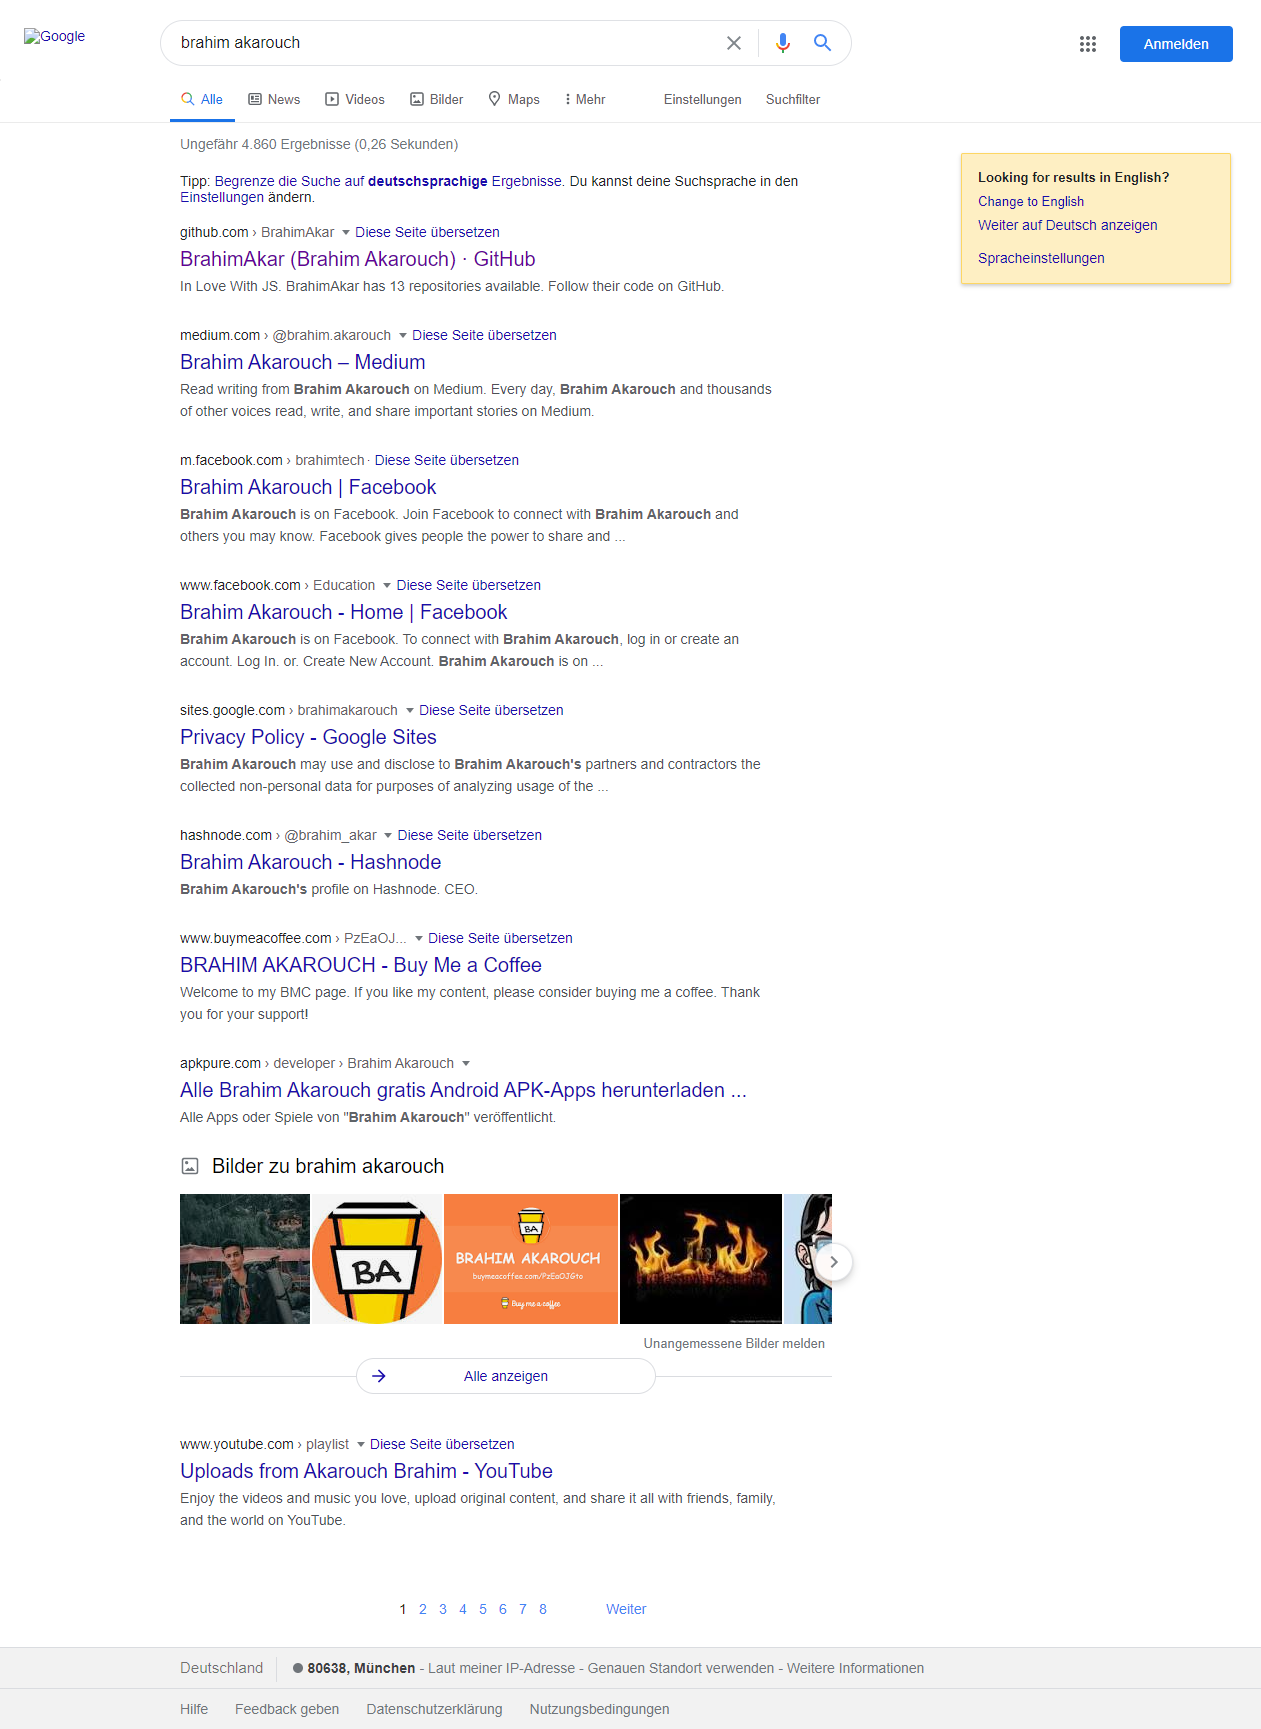 Google
brahim akarouch
Anmelden
Alle
News
Videos
Bilder
Maps
Mehr
Einstellungen
Suchfilter
Ungefähr 4.860 Ergebnisse (0,26 Sekunden)
Tipp: Begrenze die Suche auf deutschsprachige Ergebnisse. Du kannst deine Suchsprache in den
Einstellungen ändern.
Looking for results in English?
Change to English
Weiter auf Deutsch anzeigen
Spracheinstellungen
github.com › BrahimAkar Diese Seite übersetzen
BrahimAkar (Brahim Akarouch) · GitHub
In Love With JS. BrahimAkar has 13 repositories available. Follow their code on GitHub.
medium.com › @brahim.akarouch Diese Seite übersetzen
Brahim Akarouch – Medium
Read writing from Brahim Akarouch on Medium. Every day, Brahim Akarouch and thousands
of other voices read, write, and share important stories on Medium.
m.facebook.com › brahimtech · Diese Seite übersetzen
Brahim Akarouch | Facebook
Brahim Akarouch is on Facebook. Join Facebook to connect with Brahim Akarouch and
others you may know. Facebook gives people the power to share and ...
www.facebook.com › Education Diese Seite übersetzen
Brahim Akarouch - Home | Facebook
Brahim Akarouch is on Facebook. To connect with Brahim Akarouch, log in or create an
account. Log In. or. Create New Account. Brahim Akarouch is on ...
sites.google.com › brahimakarouch Diese Seite übersetzen
Privacy Policy - Google Sites
Brahim Akarouch may use and disclose to Brahim Akarouch's partners and contractors the
collected non-personal data for purposes of analyzing usage of the ...
hashnode.com › @brahim_akar Diese Seite übersetzen
Brahim Akarouch - Hashnode
Brahim Akarouch's profile on Hashnode. CEO.
www.buymeacoffee.com › PzEaOJ... Diese Seite übersetzen
BRAHIM AKAROUCH - Buy Me a Coffee
Welcome to my BMC page. If you like my content, please consider buying me a coffee. Thank
you for your support!
apkpure.com › developer › Brahim Akarouch
Alle Brahim Akarouch gratis Android APK-Apps herunterladen ...
Alle Apps oder Spiele von "Brahim Akarouch" veröffentlicht.
Bilder zu brahim akarouch
BA
BA
BRAHIM AKAROUCH
buymeacoffee.com/PzEaOJGto
Buy me a coffee
Unangemessene Bilder melden
Alle anzeigen
www.youtube.com › playlist Diese Seite übersetzen
Uploads from Akarouch Brahim - YouTube
Enjoy the videos and music you love, upload original content, and share it all with friends, family,
and the world on YouTube.
1 2 3 4 5 6 7 8 Weiter
Deutschland
80638, München - Laut meiner IP-Adresse - Genauen Standort verwenden - Weitere Informationen
Hilfe Feedback geben Datenschutzerklärung Nutzungsbedingungen